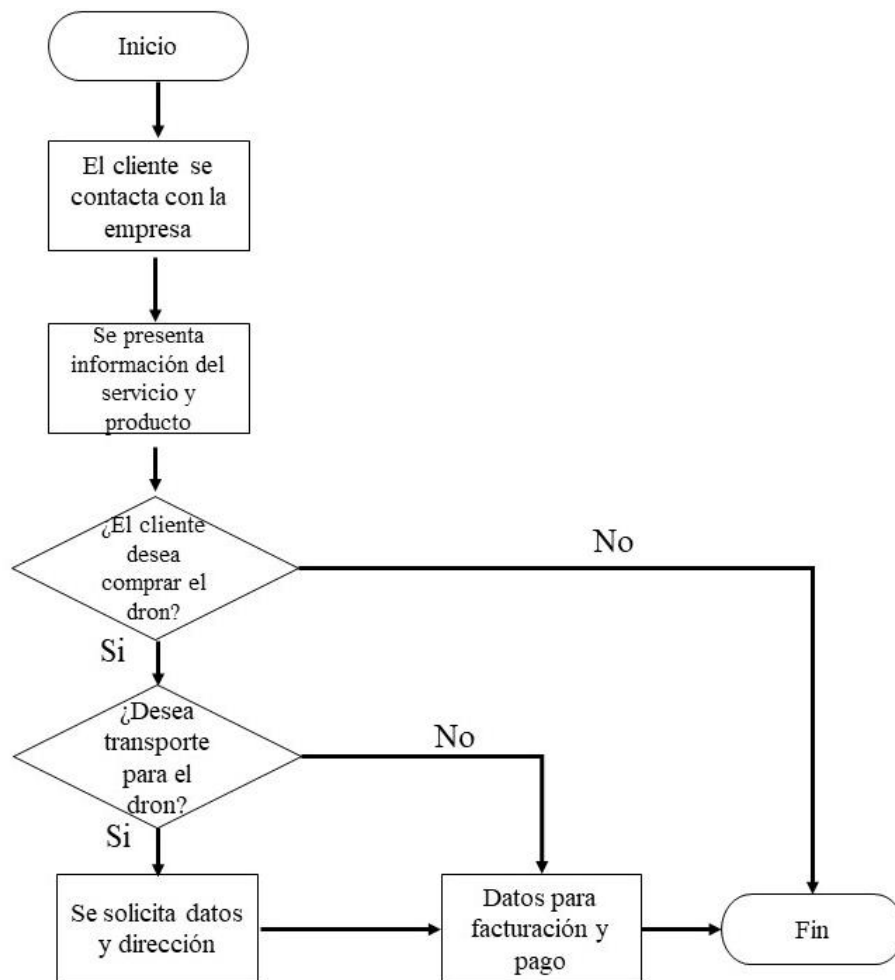 Inicio
El cliente se
contacta con la
empresa
Se presenta
información del
servicio y
producto
¿El cliente
desea
comprar el
dron?
No
Si
¿Desea
transporte
para el
dron?
No
Si
Se solicita datos
y dirección
Datos para
facturación y
pago
Fin